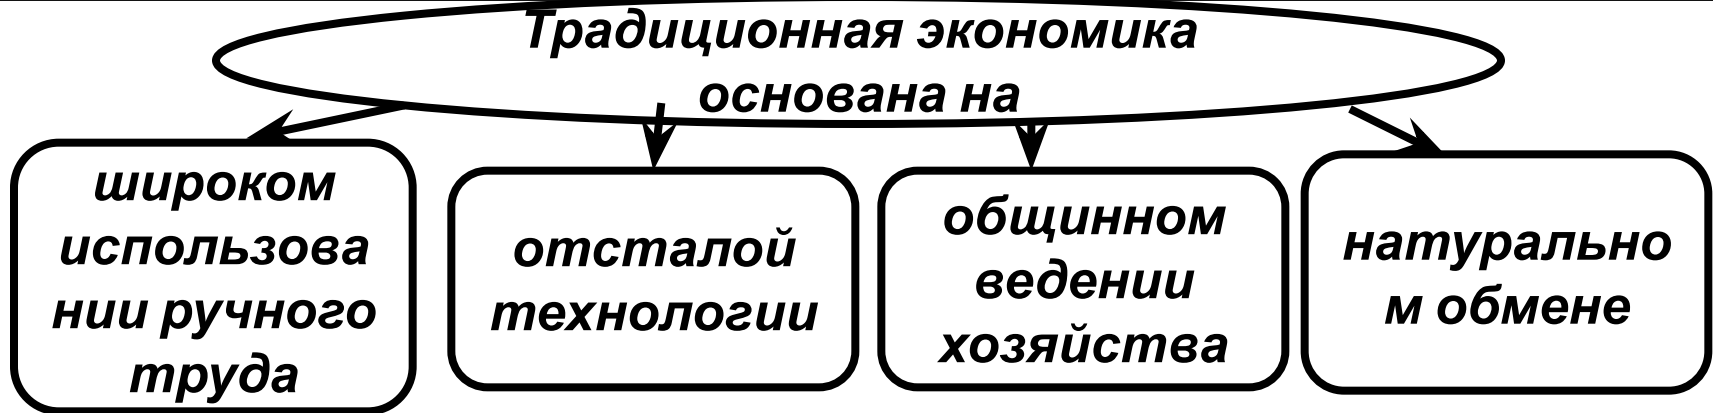 Традиционная экономика
основана на
широком
использова
нии ручного
труда
отсталой
технологии
общинном
ведении
хозяйства
натурально
м обмене